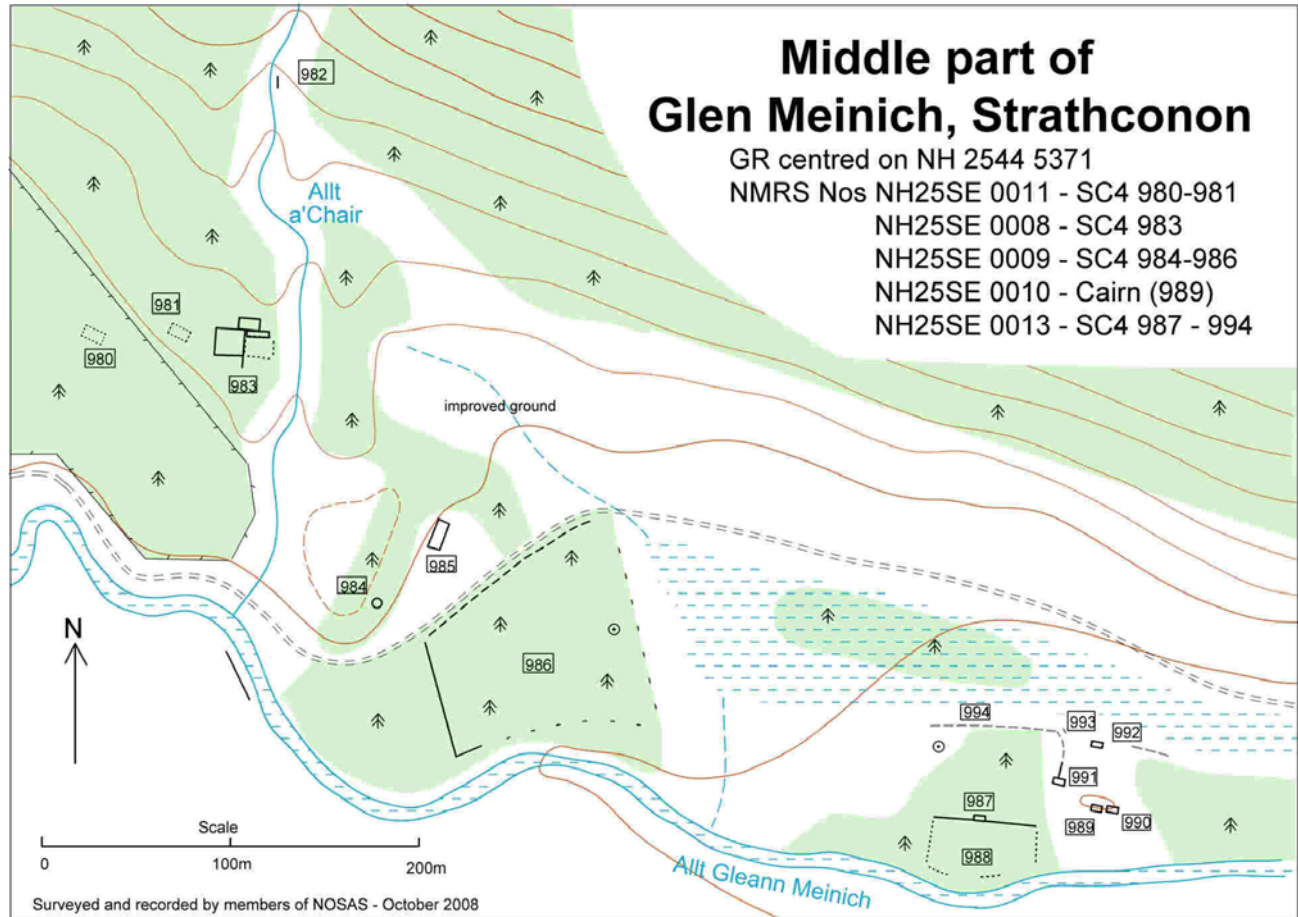 Middle part of
Glen Meinich, Strathconon
GR centred on NH 2544 5371
NMRS Nos NH25SE 0011 - SC4 980-981
NH25SE 0008 - SC4 983
NH25SE 0009 - SC4 984-986
NH25SE 0010 - Cairn (989)
NH25SE 0013 - SC4 987 - 994
982
Allt
a'Chair
981
980
983
improved ground
985
984
986
N
994
993
992
991
987
989
990
988
Scale
0
100m
200m
Allt Gleann Meinich
Surveyed and recorded by members of NOSAS - October 2008